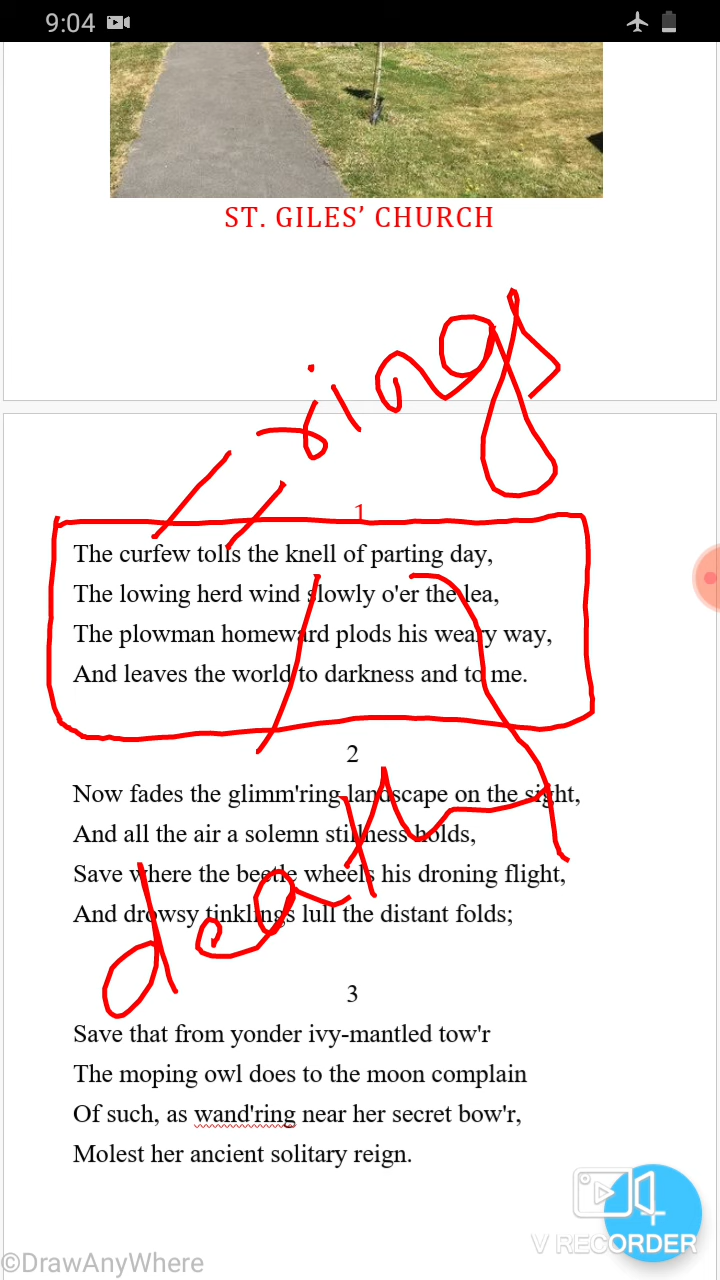 9:04
ST. GILES’ CHURCH
rings
1
The curfew tolls the knell of parting day,
The lowing herd wind slowly o'er the lea,
The plowman homeward plods his weary way,
And leaves the world to darkness and to me.
2
Now fades the glimm'ring landscape on the sight,
And all the air a solemn stillness holds,
Save where the beetle wheels his droning flight,
And drowsy tinklings lull the distant folds;
death
3
Save that from yonder ivy-mantled tow'r
The moping owl does to the moon complain
Of such, as wand'ring near her secret bow'r,
Molest her ancient solitary reign.
V RECORDER
©DrawAnyWhere